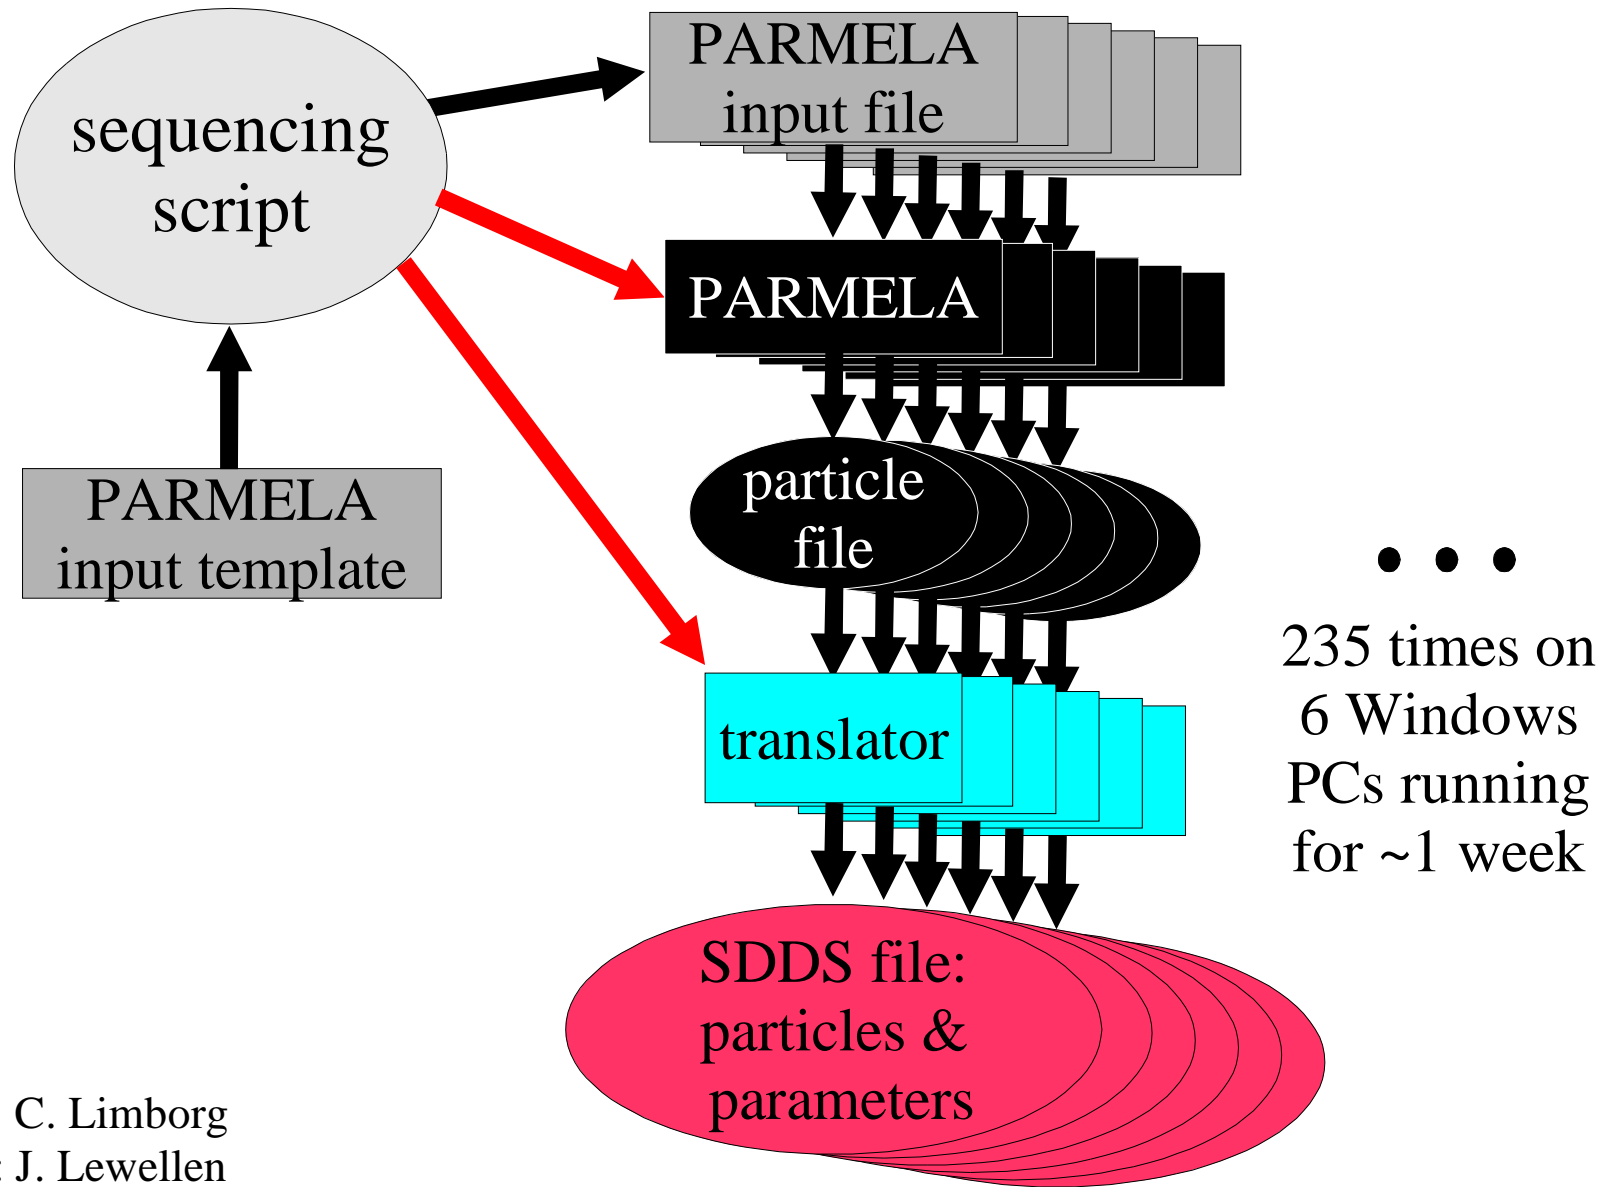 sequencing
script
PARMELA
input file
PARMELA
PARMELA
input template
particle
file
translator
235 times on
6 Windows
PCs running
for ~1 week
SDDS file:
particles &
parameters
C. Limborg
: J. Lewellen